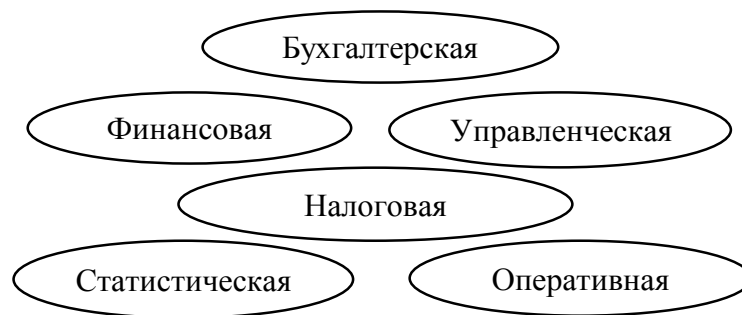 Бухгалтерская
Финансовая
Управленческая
Налоговая
Статистическая
Оперативная